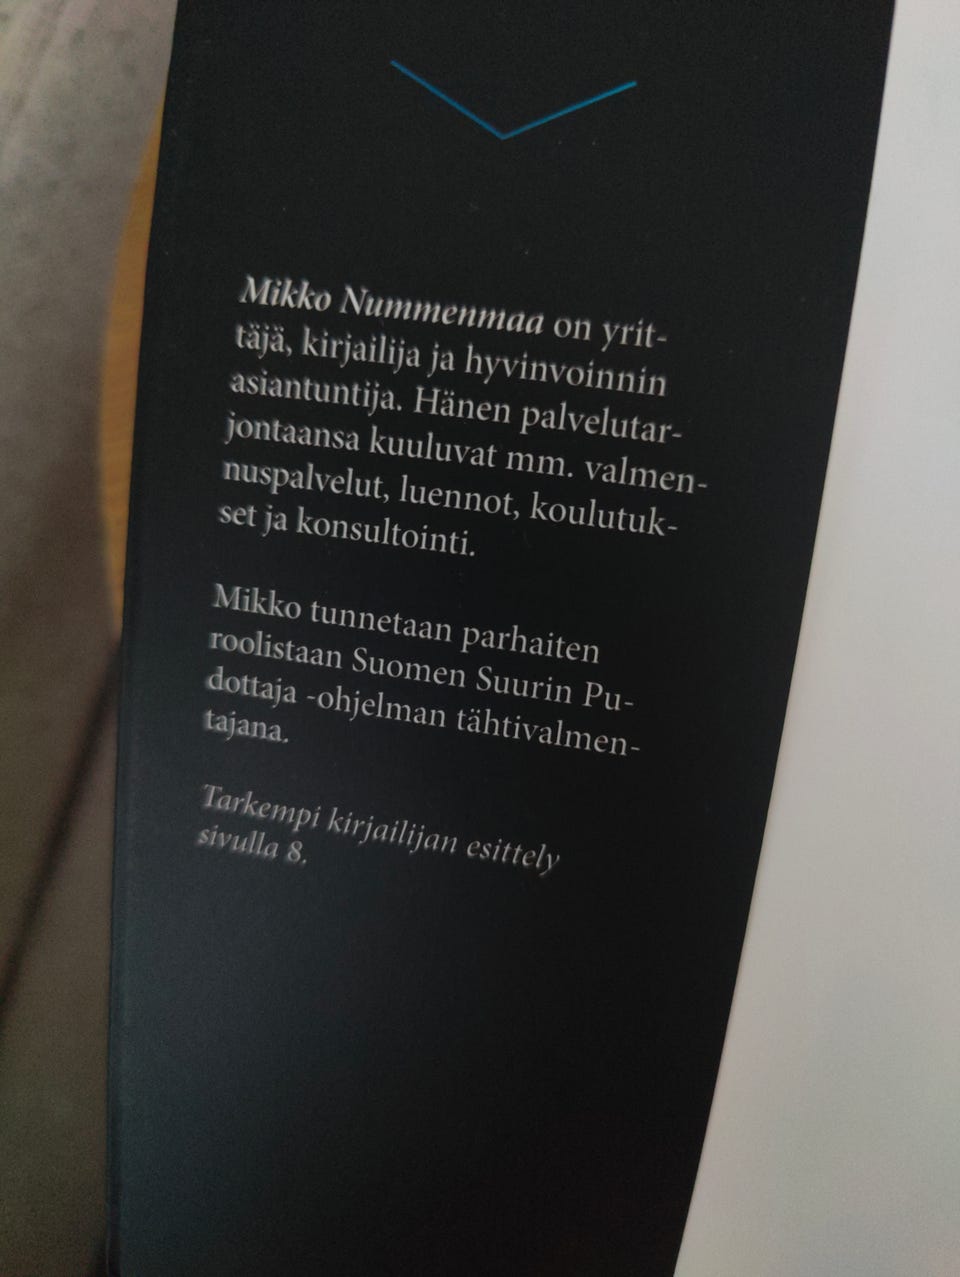 Mikko Nummenmaa on yrit-
täjä, kirjailija ja hyvinvoinnin
asiantuntija. Hänen palvelutar-
jontaansa kuuluvat mm. valmen-
nuspalvelut, luennot, koulutuk-
set ja konsultointi.
Mikko tunnetaan parhaiten
roolistaan Suomen Suurin Pu-
dottaja -ohjelman tähtivalmen-
tajana.
Tarkempi kirjailijan esittely
sivulla 8.